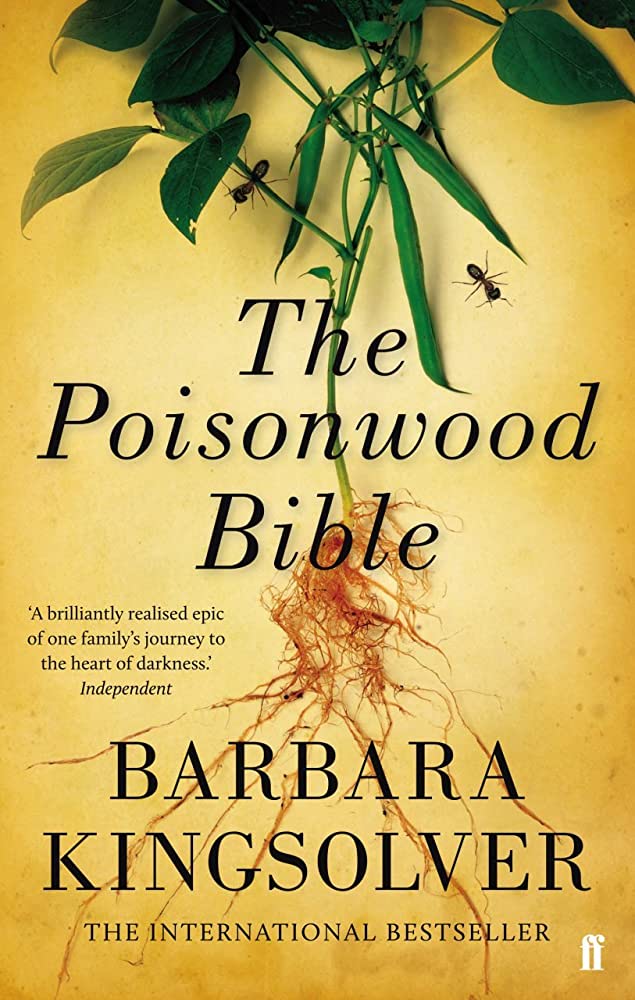 The
Poisonwood
Bible
‘A brilliantly realised epic
of one family’s journey to
the heart of darkness.’
Independent
BARBARA
KINGSOLVER
THE INTERNATIONAL BESTSELLER
ff